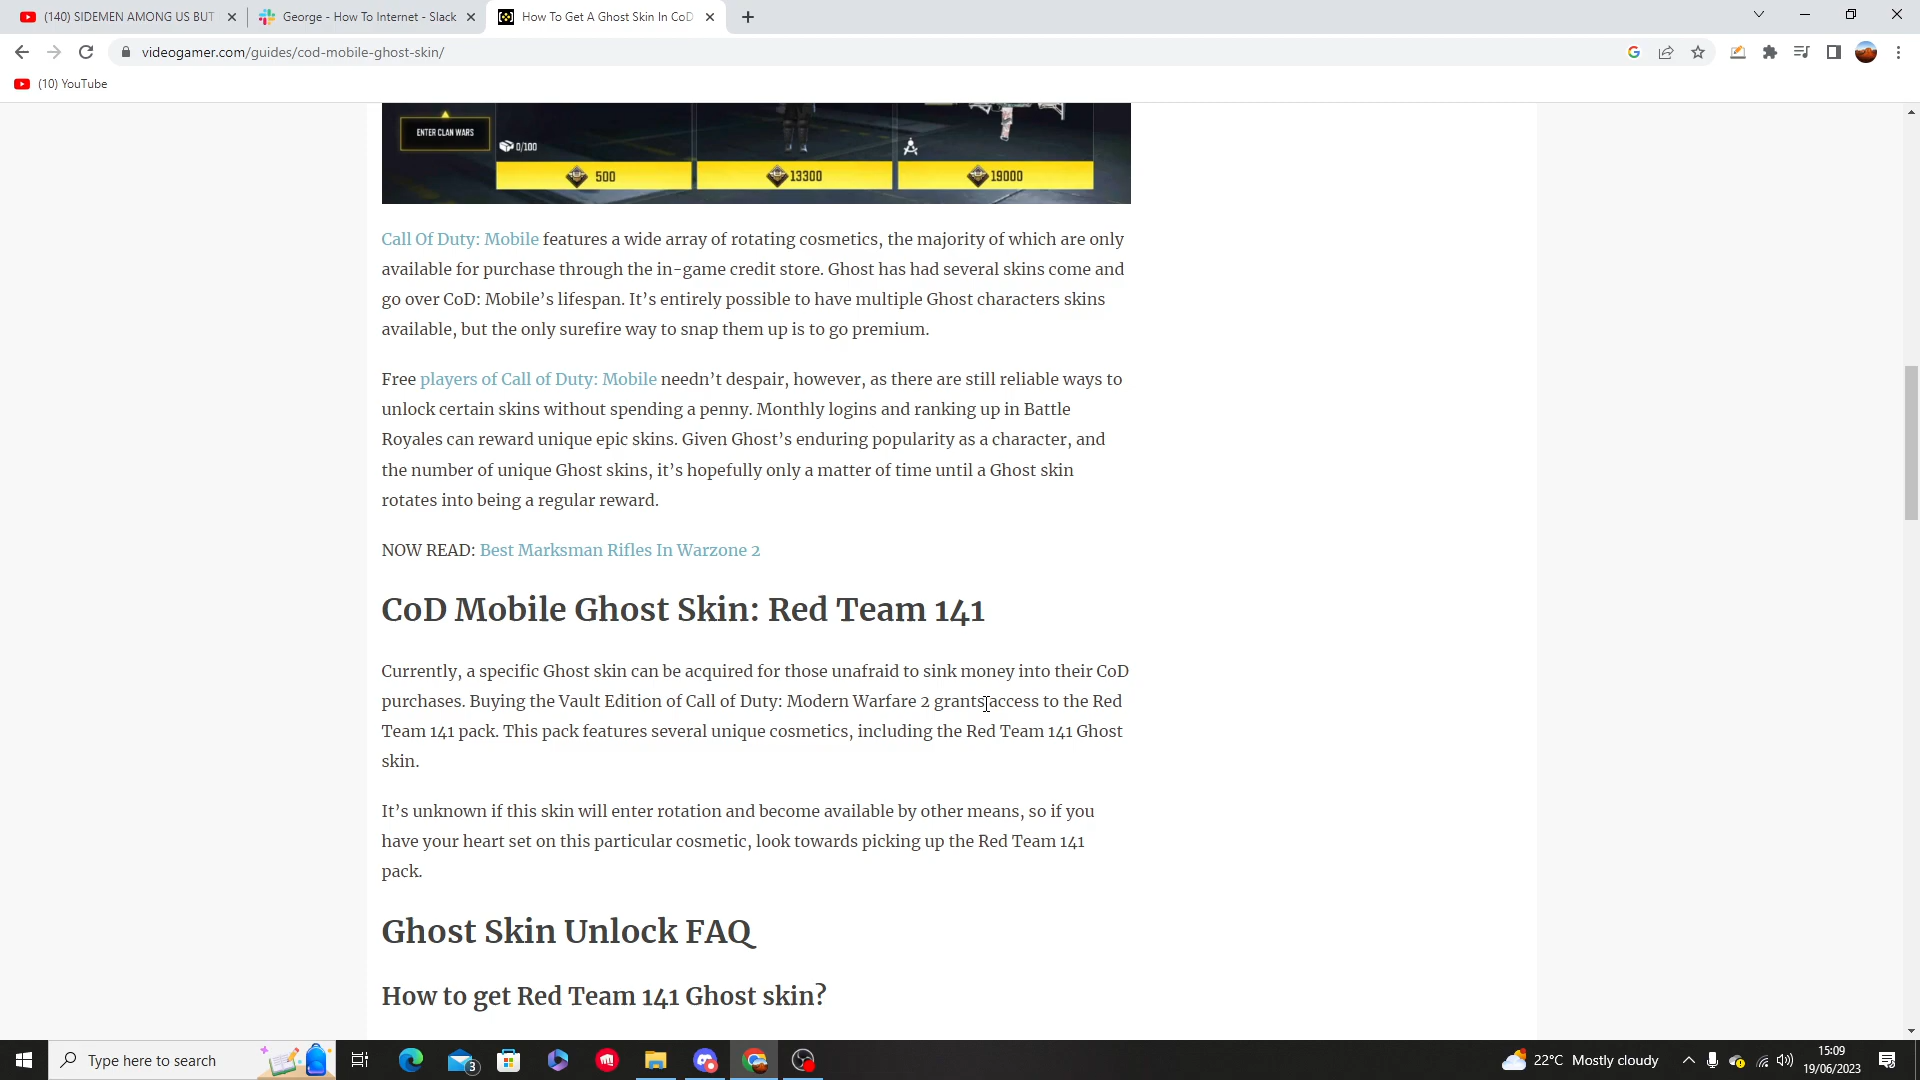 (140) SIDEMEN AMONG US BUT
George - How To Internet - Slack
How To Get A Ghost Skin In CoD
videogamer.com/guides/cod-mobile-ghost-skin/
(10) YouTube
ENTER CLAN WARS
0/100
500
13300
19000
Call Of Duty: Mobile features a wide array of rotating cosmetics, the majority of which are only
available for purchase through the in-game credit store. Ghost has had several skins come and
go over CoD: Mobile’s lifespan. It’s entirely possible to have multiple Ghost characters skins
available, but the only surefire way to snap them up is to go premium.
Free players of Call of Duty: Mobile needn’t despair, however, as there are still reliable ways to
unlock certain skins without spending a penny. Monthly logins and ranking up in Battle
Royales can reward unique epic skins. Given Ghost’s enduring popularity as a character, and
the number of unique Ghost skins, it’s hopefully only a matter of time until a Ghost skin
rotates into being a regular reward.
NOW READ: Best Marksman Rifles In Warzone 2
CoD Mobile Ghost Skin: Red Team 141
Currently, a specific Ghost skin can be acquired for those unafraid to sink money into their CoD
purchases. Buying the Vault Edition of Call of Duty: Modern Warfare 2 grants access to the Red
Team 141 pack. This pack features several unique cosmetics, including the Red Team 141 Ghost
skin.
It’s unknown if this skin will enter rotation and become available by other means, so if you
have your heart set on this particular cosmetic, look towards picking up the Red Team 141
pack.
Ghost Skin Unlock FAQ
How to get Red Team 141 Ghost skin?
Type here to search
3
22°C Mostly cloudy
15:09
19/06/2023